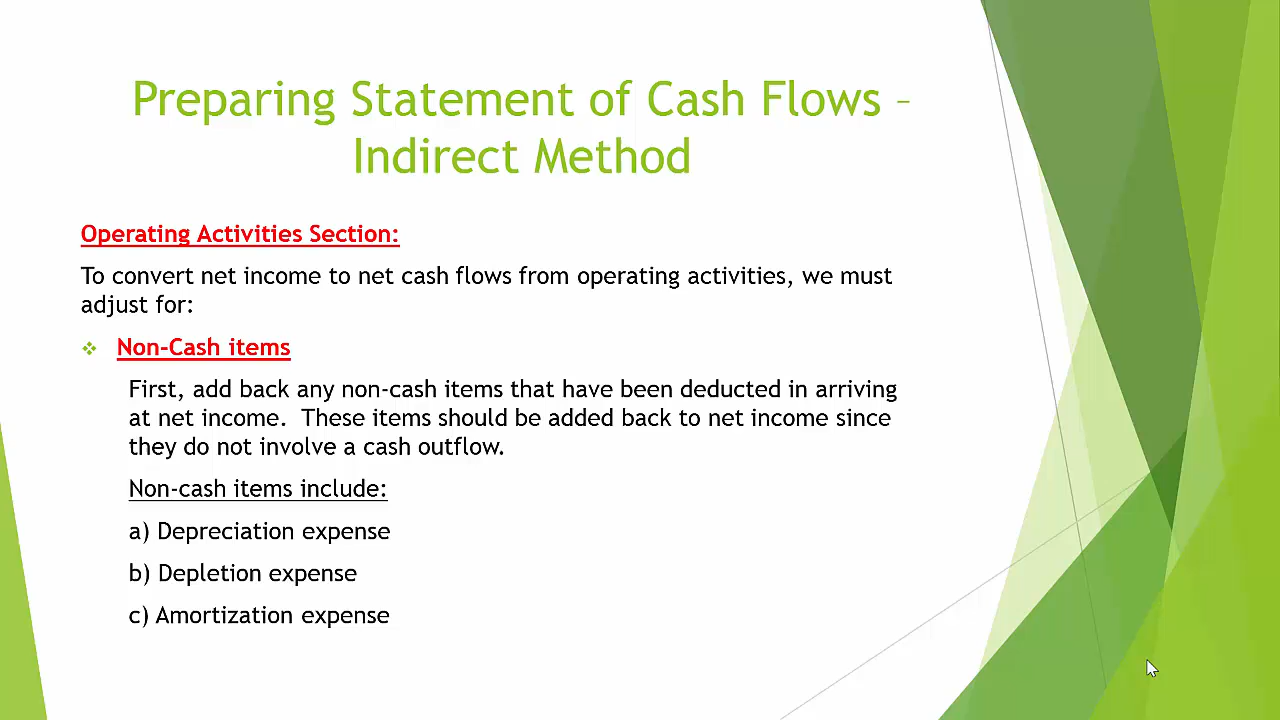 Preparing Statement of Cash Flows –
Indirect Method
Operating Activities Section:
To convert net income to net cash flows from operating activities, we must
adjust for:
❖ Non-Cash items
First, add back any non-cash items that have been deducted in arriving
at net income.  These items should be added back to net income since
they do not involve a cash outflow.
Non-cash items include:
a) Depreciation expense
b) Depletion expense
c) Amortization expense